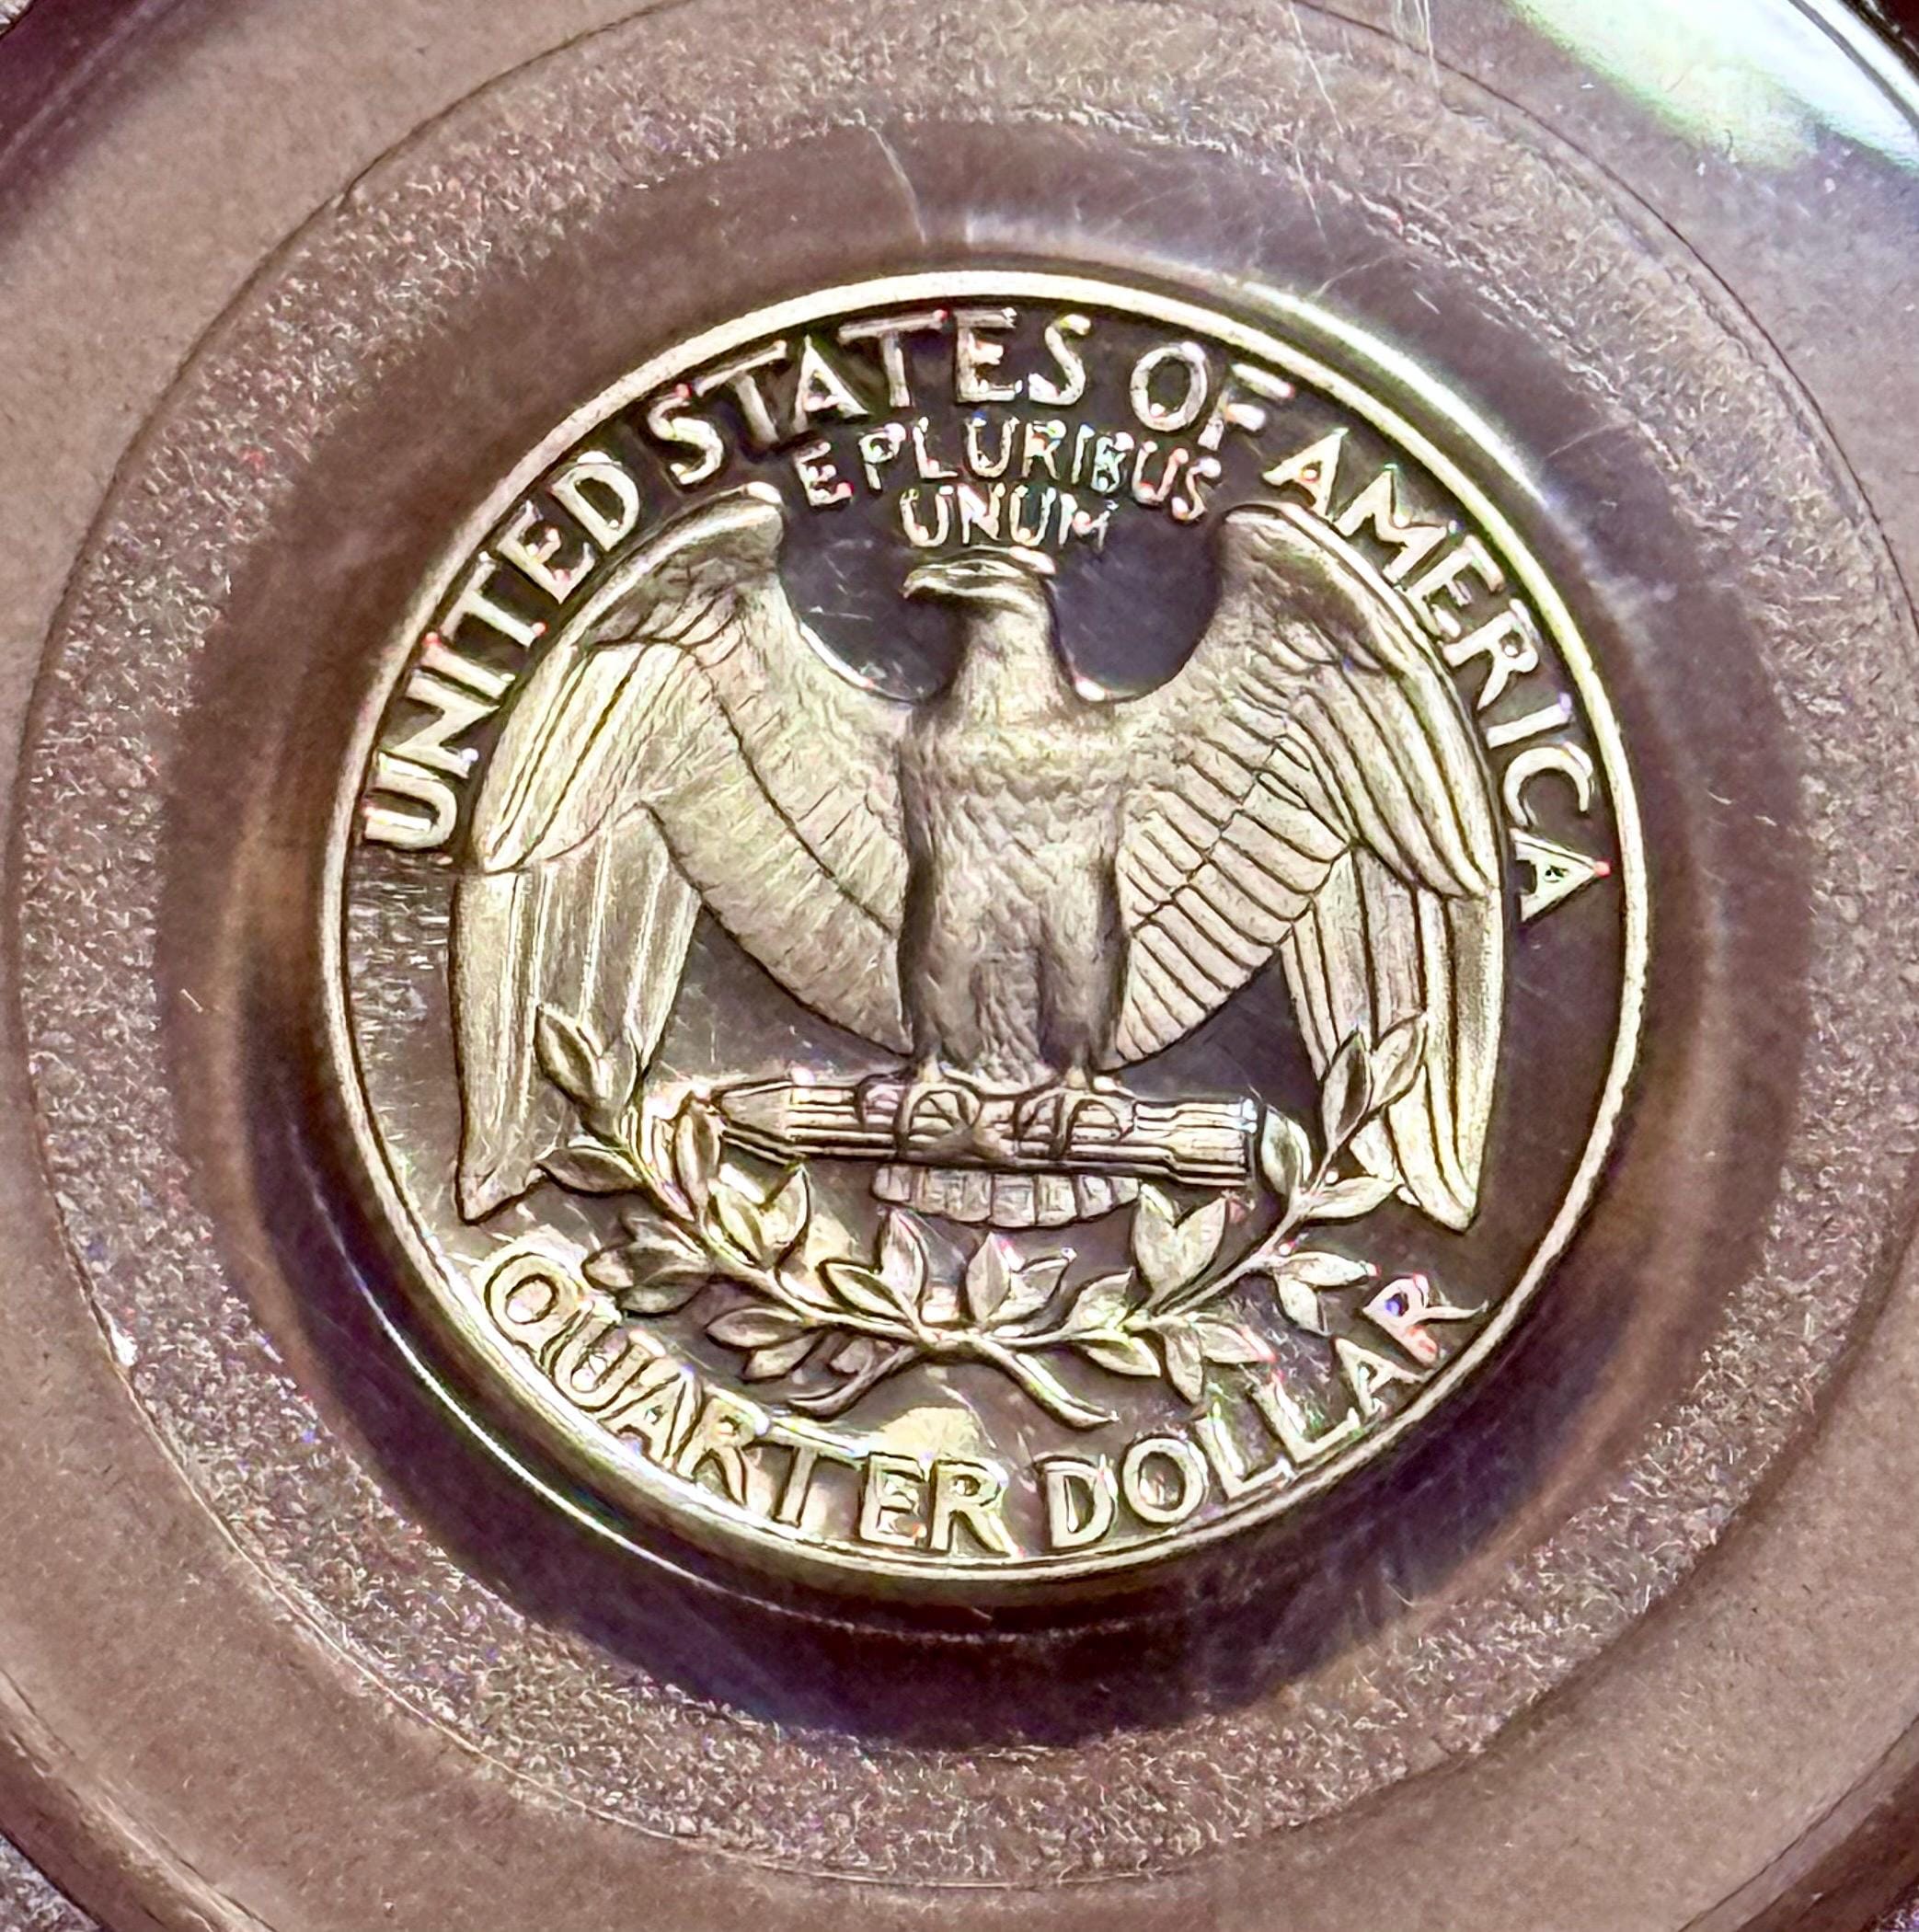 UNITED STATES OF AMERICA
E PLURIBUS
UNUM
QUARTER DOLLAR